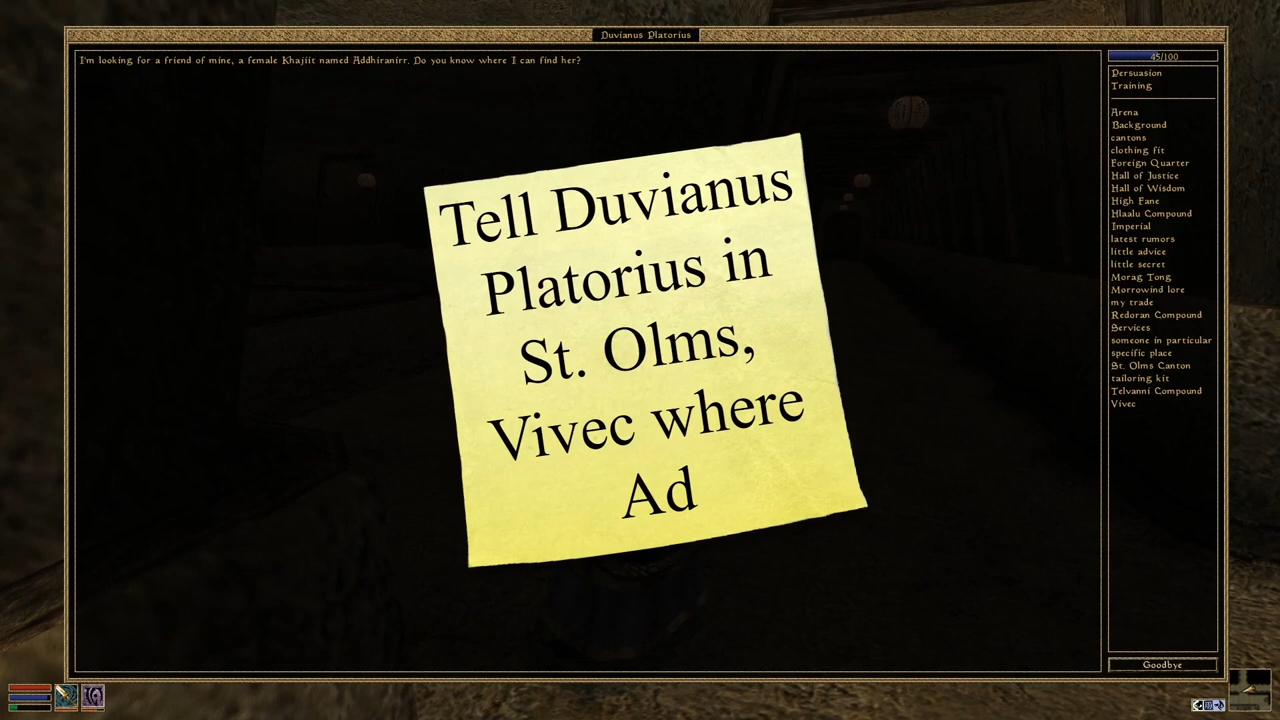 Duvianus Platorius
I'm looking for a friend of mine, a female Khajiit named Addhiranirr. Do you know where I can find her?
45/100
Persuasion
Training
Arena
Background
cantons
clothing fit
Foreign Quarter
Hall of Justice
Hall of Wisdom
High Fane
Hlaalu Compound
Imperial
latest rumors
little advice
little secret
Morag Tong
Morrowind lore
my trade
Redoran Compound
Services
someone in particular
specific place
St. Olms Canton
tailoring kit
Telvanni Compound
Vivec
Tell Duvianus
Platorius in
St. Olms,
Vivec where
Ad
Goodbye